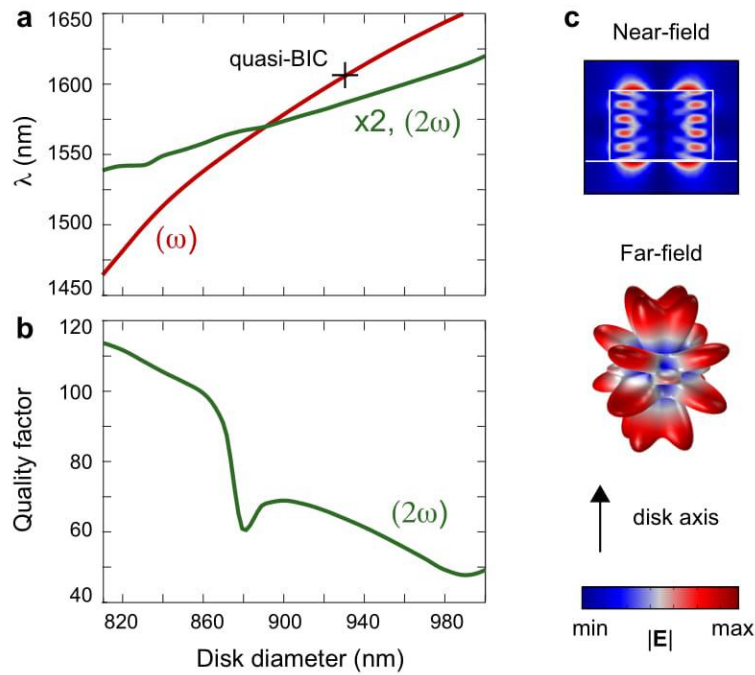 a
1650
1600
1550
1500
1450
λ (nm)
quasi-BIC
x2, (2ω)
(ω)
b
120
100
80
60
40
Quality factor
(2ω)
820 860 900 940 980
Disk diameter (nm)
c
Near-field
Far-field
disk axis
min max
|E|